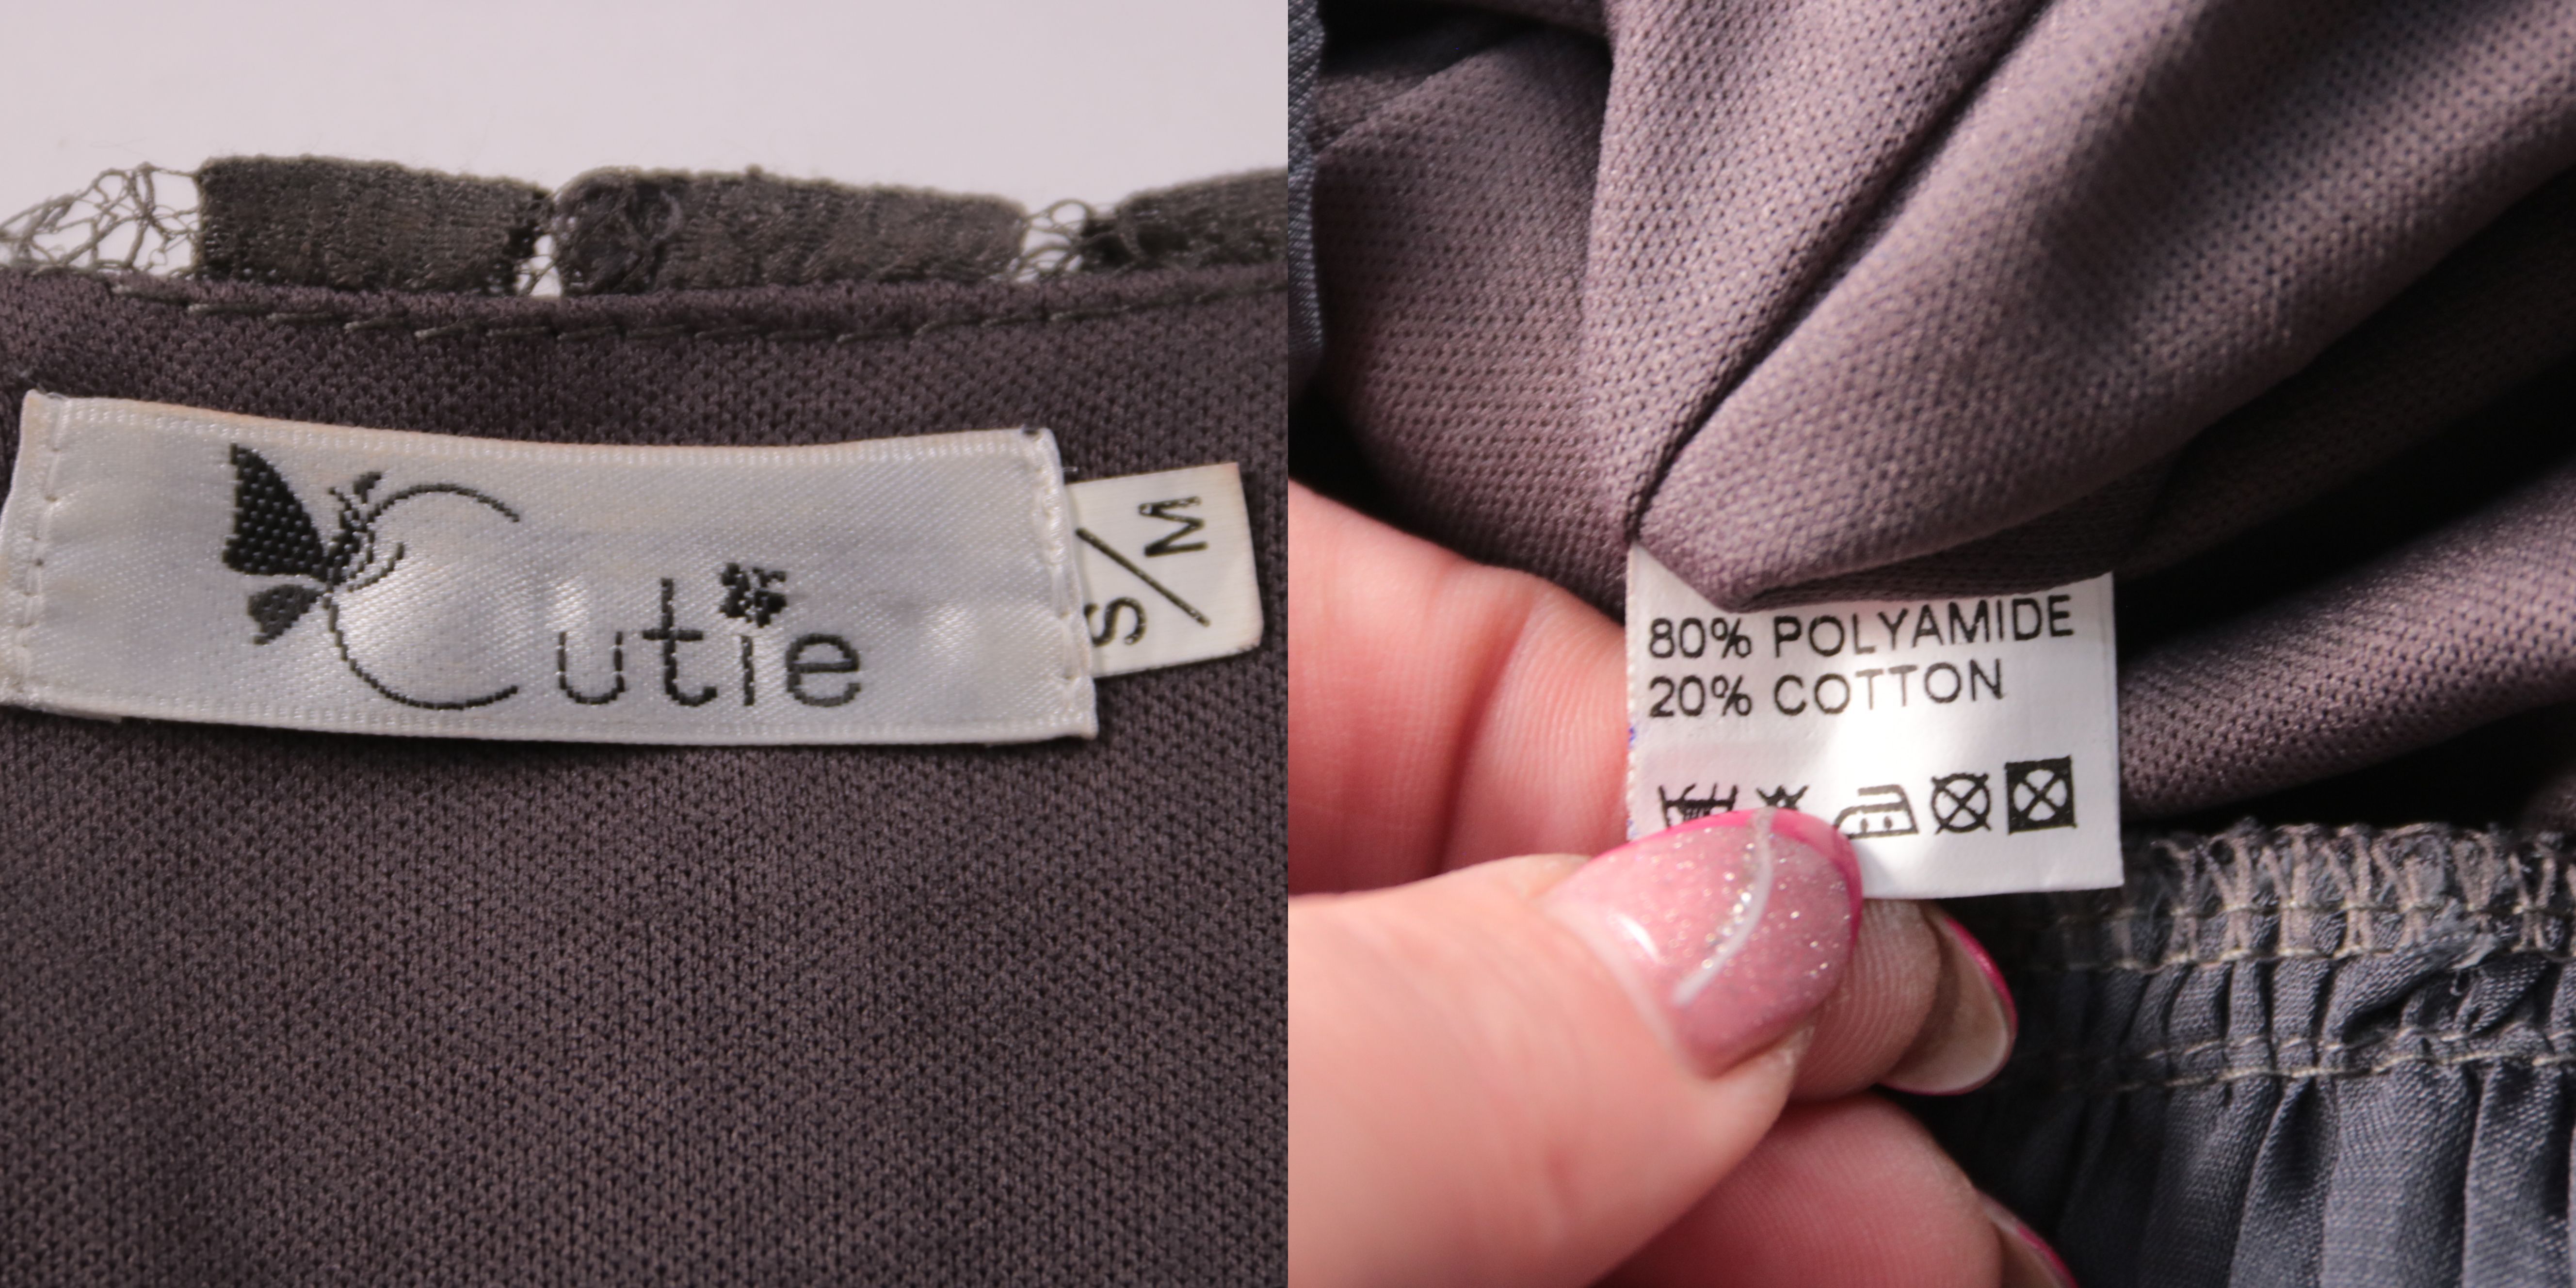 Cutie
S/M
80% POLYAMIDE
20% COTTON